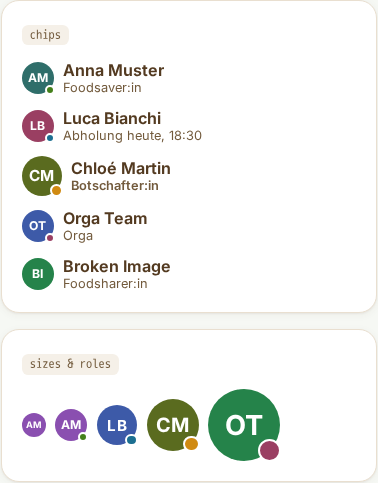 chips
AM Anna Muster
Foodsaver:in
LB Luca Bianchi
Abholung heute, 18:30
CM Chloé Martin
Botschafter:in
OT Orga Team
Orga
BI Broken Image
Foodsharer:in
sizes & roles
AM AM LB CM OT